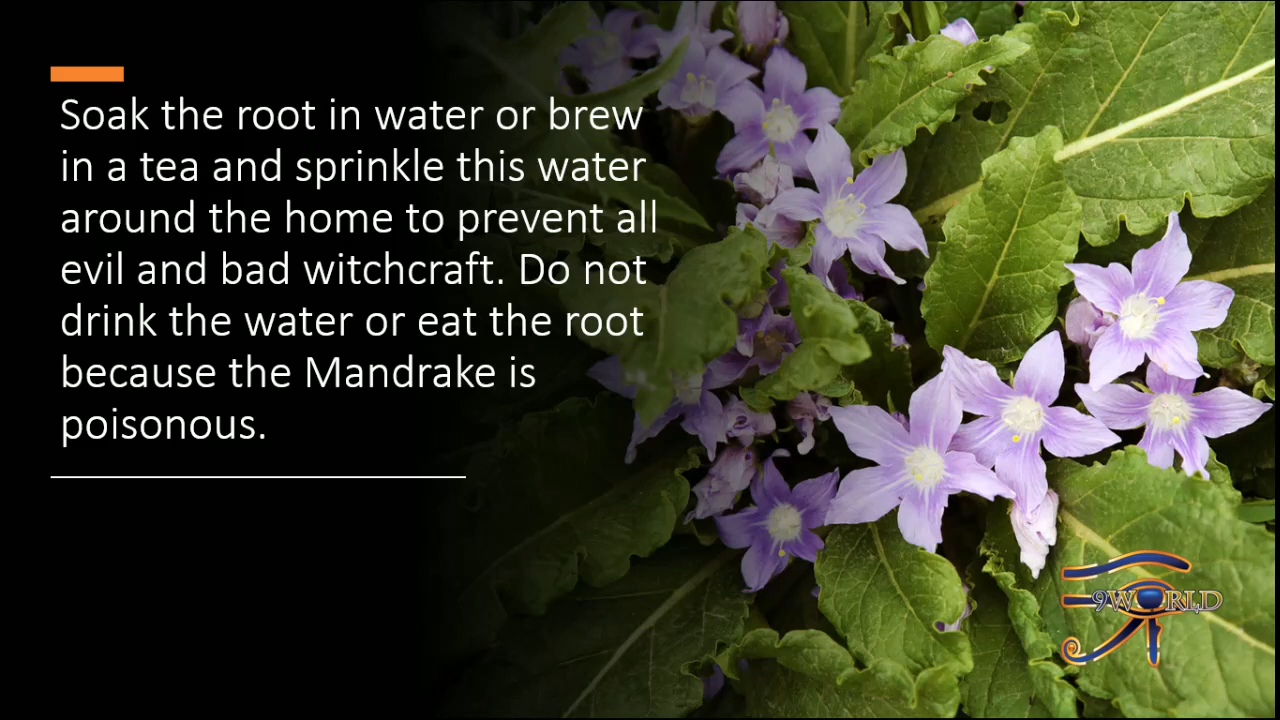 Soak the root in water or brew
in a tea and sprinkle this water
around the home to prevent all
evil and bad witchcraft. Do not
drink the water or eat the root
because the Mandrake is
poisonous.
9WORLD